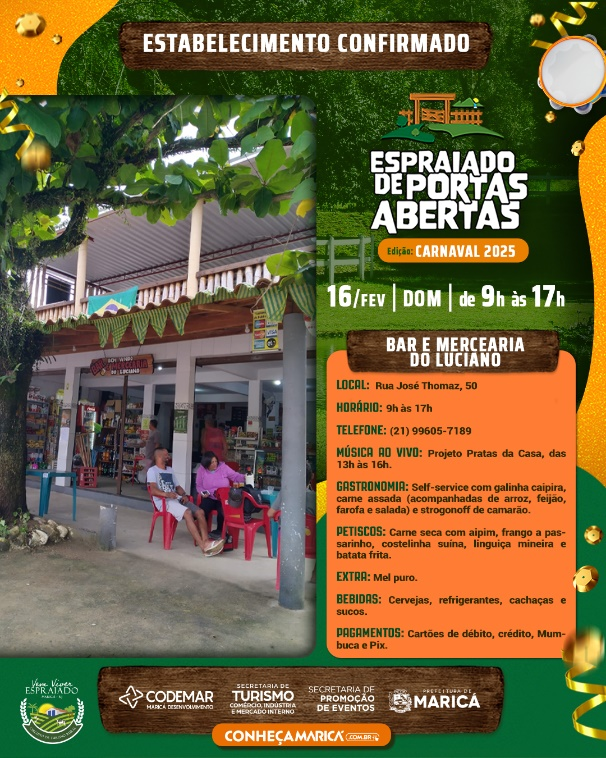 ESTABELECIMENTO CONFIRMADO
ESPRAIADO
DE PORTAS
ABERTAS
Edição: CARNAVAL 2025
16/FEV | DOM | de 9h às 17h
BAR E MERCEARIA
DO LUCIANO
LOCAL: Rua José Thomaz, 50
HORÁRIO: 9h às 17h
TELEFONE: (21) 99605-7189
MÚSICA AO VIVO: Projeto Pratas da Casa, das
13h às 16h.
GASTRONOMIA: Self-service com galinha caipira,
carne assada (acompanhadas de arroz, feijão,
farofa e salada) e strogonoff de camarão.
PETISCOS: Carne seca com aipim, frango a pas-
sarinho, costelinha suína, linguiça mineira e
batata frita.
EXTRA: Mel puro.
BEBIDAS: Cervejas, refrigerantes, cachaças e
sucos.
PAGAMENTOS: Cartões de débito, crédito, Mum-
buca e Pix.
MERCEARIA
DO LUCIANO
Vem Viver
ESPRAIADO
CODEMAR
MARICÁ DESENVOLVIMENTO
SECRETARIA DE
TURISMO
COMÉRCIO, INDÚSTRIA
E MERCADO INTERNO
SECRETARIA DE
PROMOÇÃO
DE EVENTOS
PREFEITURA DE
MARICÁ
CONHEÇAMARICÁ.COM.BR